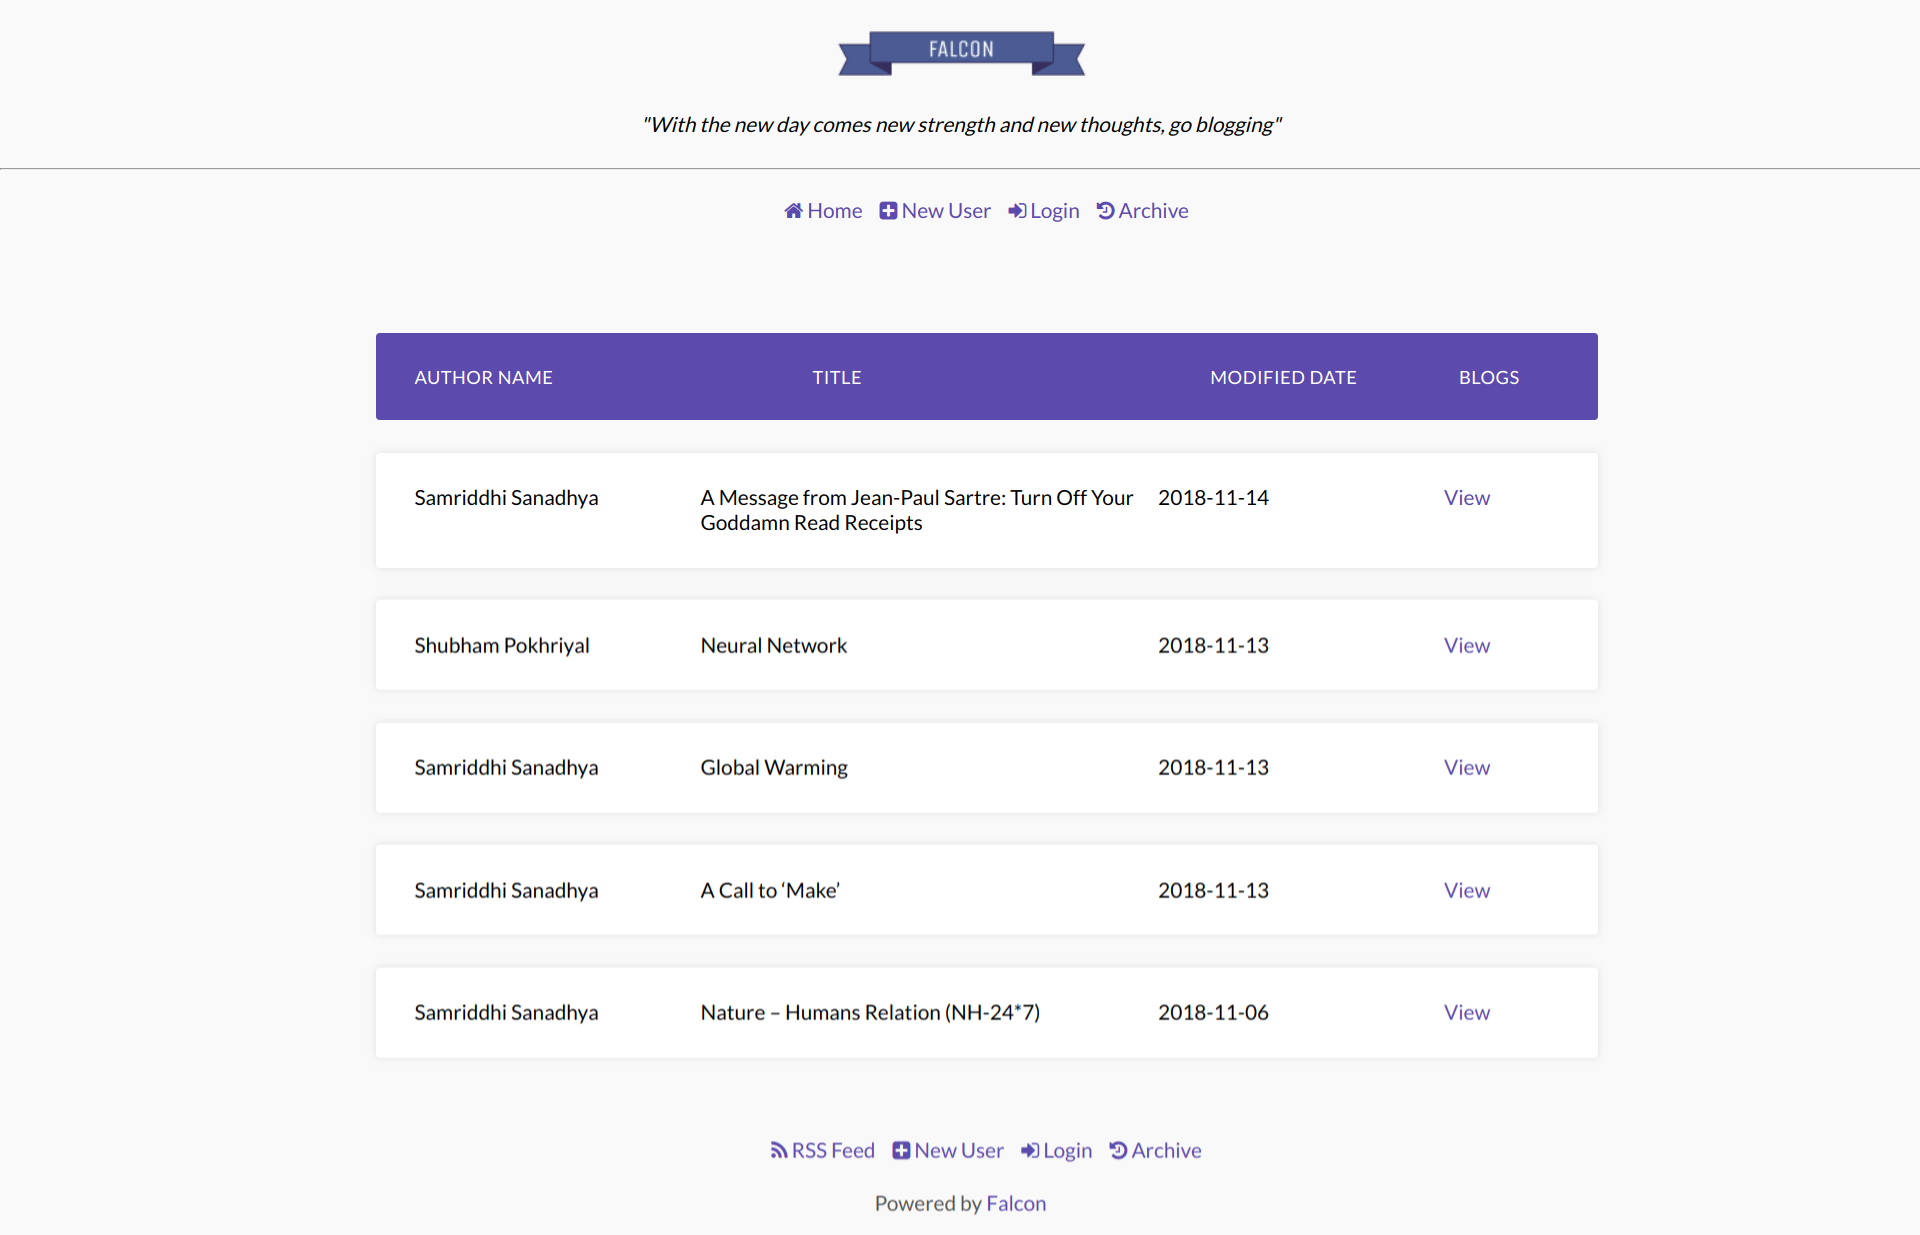 FALCON
"With the new day comes new strength and new thoughts, go blogging"
Home New User Login Archive
AUTHOR NAME TITLE MODIFIED DATE BLOGS
Samriddhi Sanadhya A Message from Jean-Paul Sartre: Turn Off Your 2018-11-14 View
Goddamn Read Receipts
Shubham Pokhriyal Neural Network 2018-11-13 View
Samriddhi Sanadhya Global Warming 2018-11-13 View
Samriddhi Sanadhya A Call to ‘Make’ 2018-11-13 View
Samriddhi Sanadhya Nature – Humans Relation (NH-24*7) 2018-11-06 View
RSS Feed New User Login Archive
Powered by Falcon